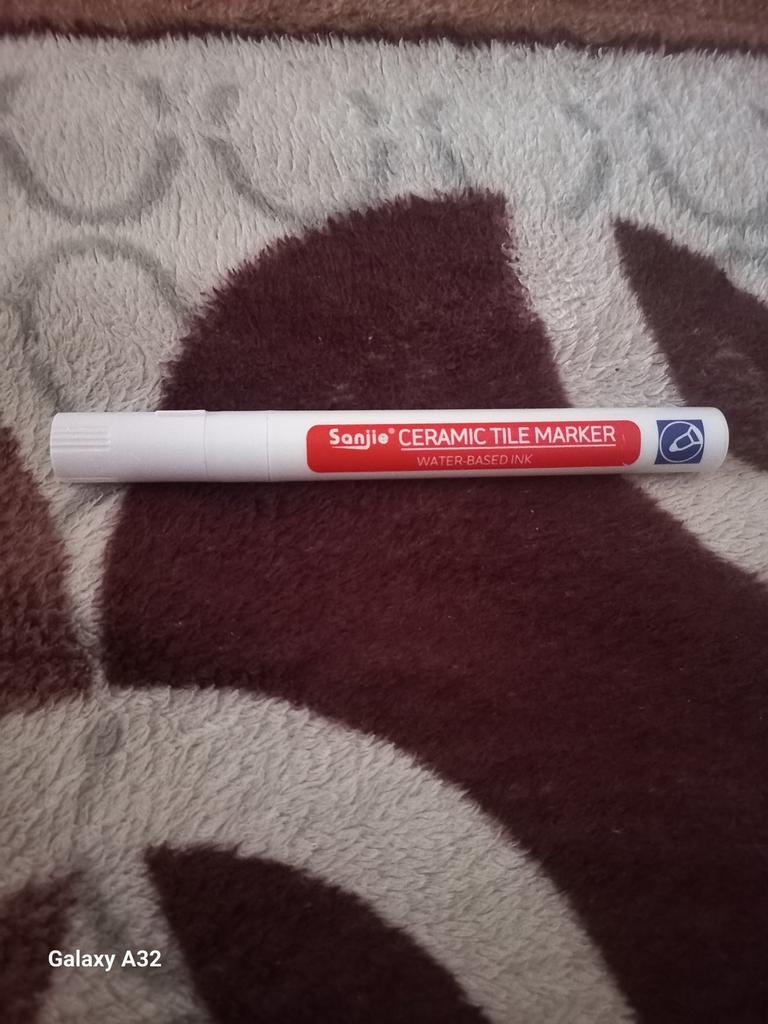 Sanjie® CERAMIC TILE MARKER
WATER-BASED INK
Galaxy A32